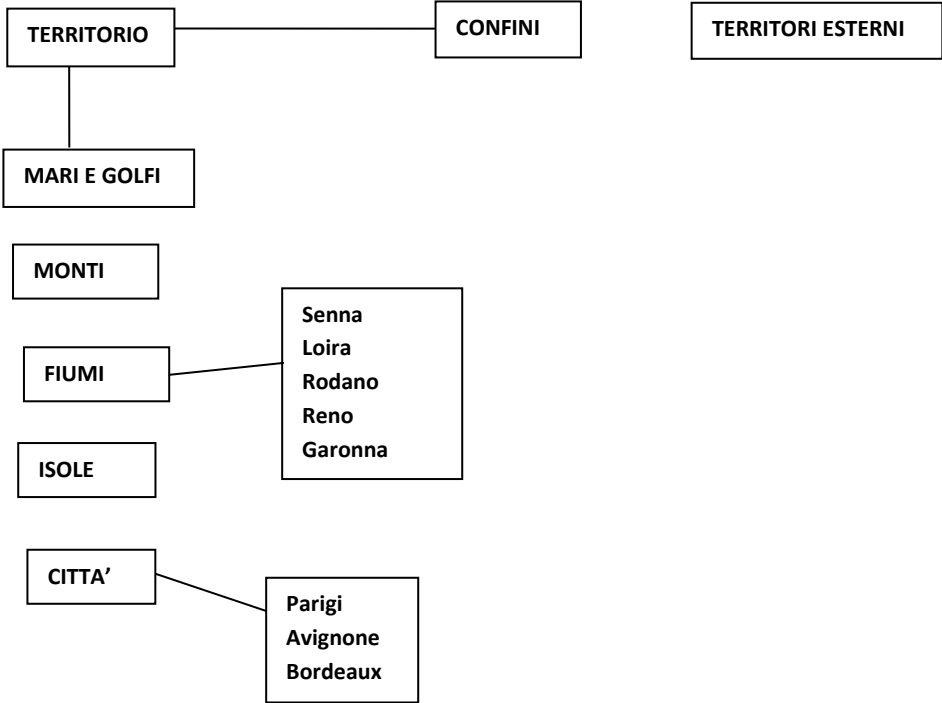 TERRITORIO
CONFINI
TERRITORI ESTERNI
MARI E GOLFI
MONTI
FIUMI
Senna
Loira
Rodano
Reno
Garonna
ISOLE
CITTA’
Parigi
Avignone
Bordeaux